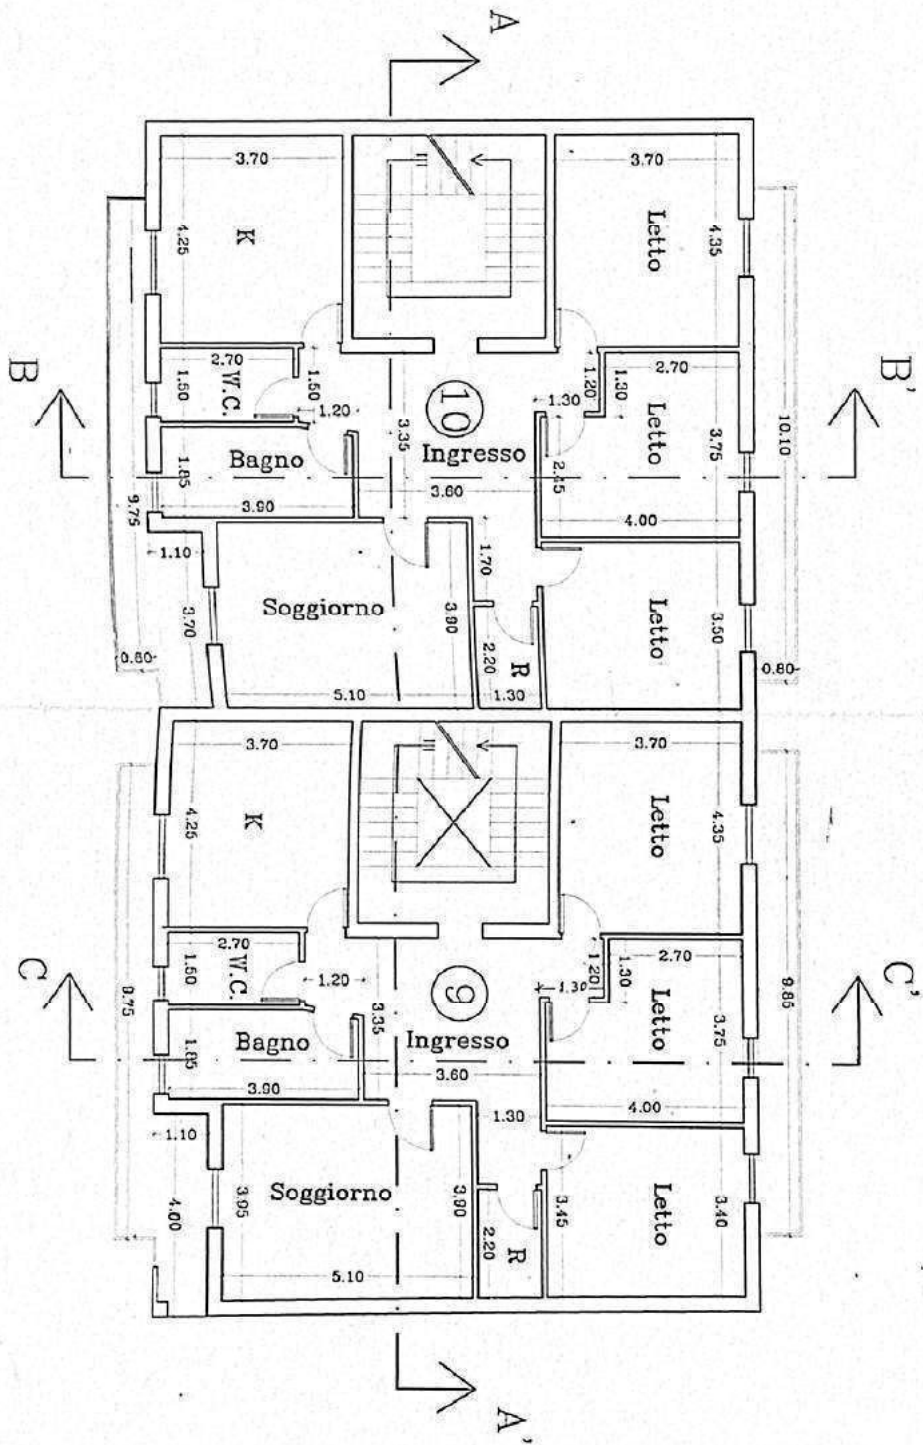 A
3.70
3.70
K
4.25
Letto
4.35
2.70
W.C.
1.50
1.50
1.20
10
1.30
1.20
1.30
2.70
Letto
3.75
10.10
B
B'
Bagno
1.85
3.90
3.35
Ingresso
3.60
2.45
4.00
9.75
1.10
3.70
0.80
Soggiorno
5.10
3.90
1.70
2.20
R
1.30
Letto
3.50
0.80
3.70
3.70
K
4.25
Letto
4.35
2.70
W.C.
1.50
1.20
9
1.30
1.20
1.30
2.70
Letto
3.75
9.85
C
C'
9.75
Bagno
1.85
3.90
3.35
Ingresso
3.60
4.00
1.10
4.00
Soggiorno
3.95
5.10
3.90
1.30
2.20
R
3.45
Letto
3.40
A'